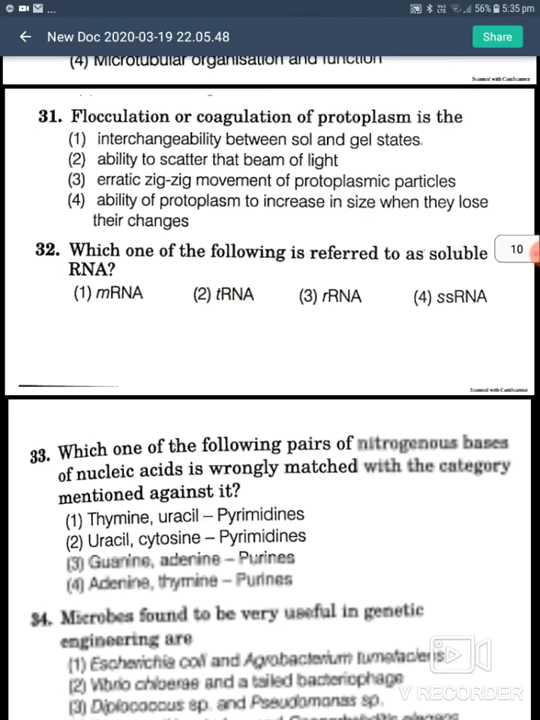 ... 56% 5:35 pm
New Doc 2020-03-19 22.05.48 Share
(4) Microtubular organisation and function
Scanned with CamScanner
31. Flocculation or coagulation of protoplasm is the
(1) interchangeability between sol and gel states.
(2) ability to scatter that beam of light
(3) erratic zig-zig movement of protoplasmic particles
(4) ability of protoplasm to increase in size when they lose
their changes
32. Which one of the following is referred to as soluble
RNA?
10
(1) mRNA (2) tRNA (3) rRNA (4) ssRNA
Scanned with CamScanner
33. Which one of the following pairs of nitrogenous bases
of nucleic acids is wrongly matched with the category
mentioned against it?
(1) Thymine, uracil – Pyrimidines
(2) Uracil, cytosine – Pyrimidines
(3) Guanine, adenine – Purines
(4) Adenine, thymine – Purines
34. Microbes found to be very useful in genetic
engineering are
(1) Escherichia coli and Agrobacterium tumefaciens
(2) Vibrio chloerae and a tailed bacteriophage
V RECORDER
(3) Diplococcus sp. and Pseudomonas sp.